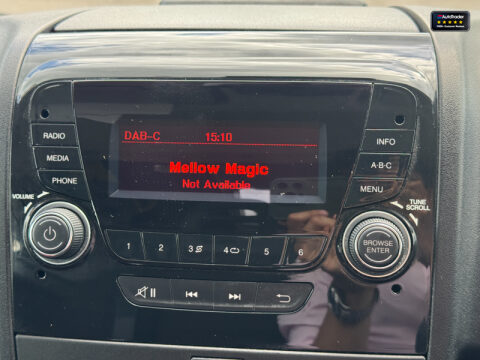 AutoTrader
RADIO
MEDIA
PHONE
VOLUME
DAB-C 15:10
Mellow Magic
Not Available
INFO
A-B-C
MENU
TUNE
SCROLL
BROWSE
ENTER
1 2 3 4 5 6